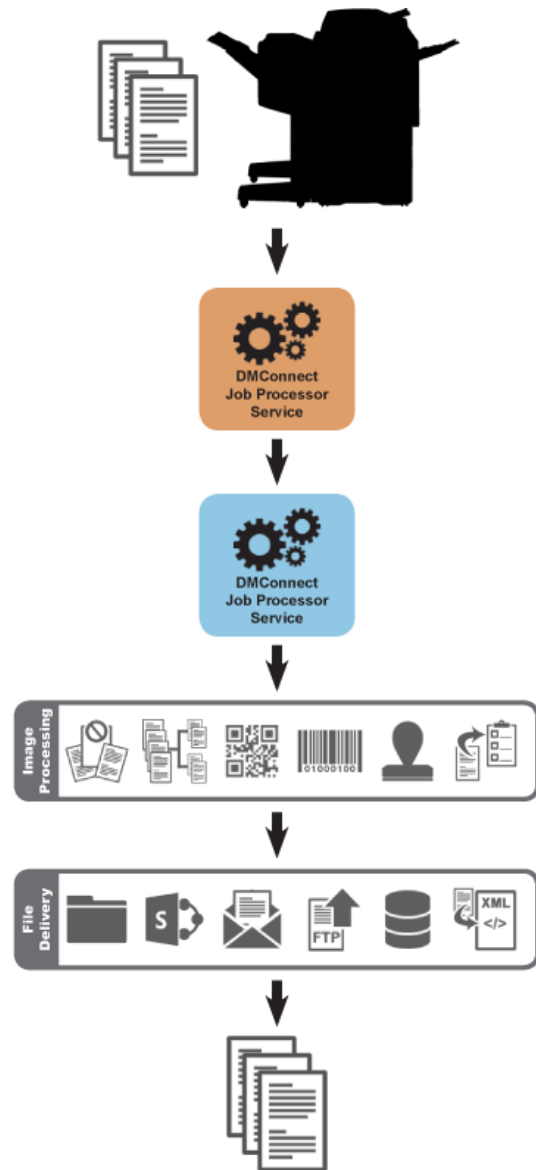 DMConnect
Job Processor
Service
DMConnect
Job Processor
Service
Image
Processing
01000100
File
Delivery
S
FTP
XML
</>